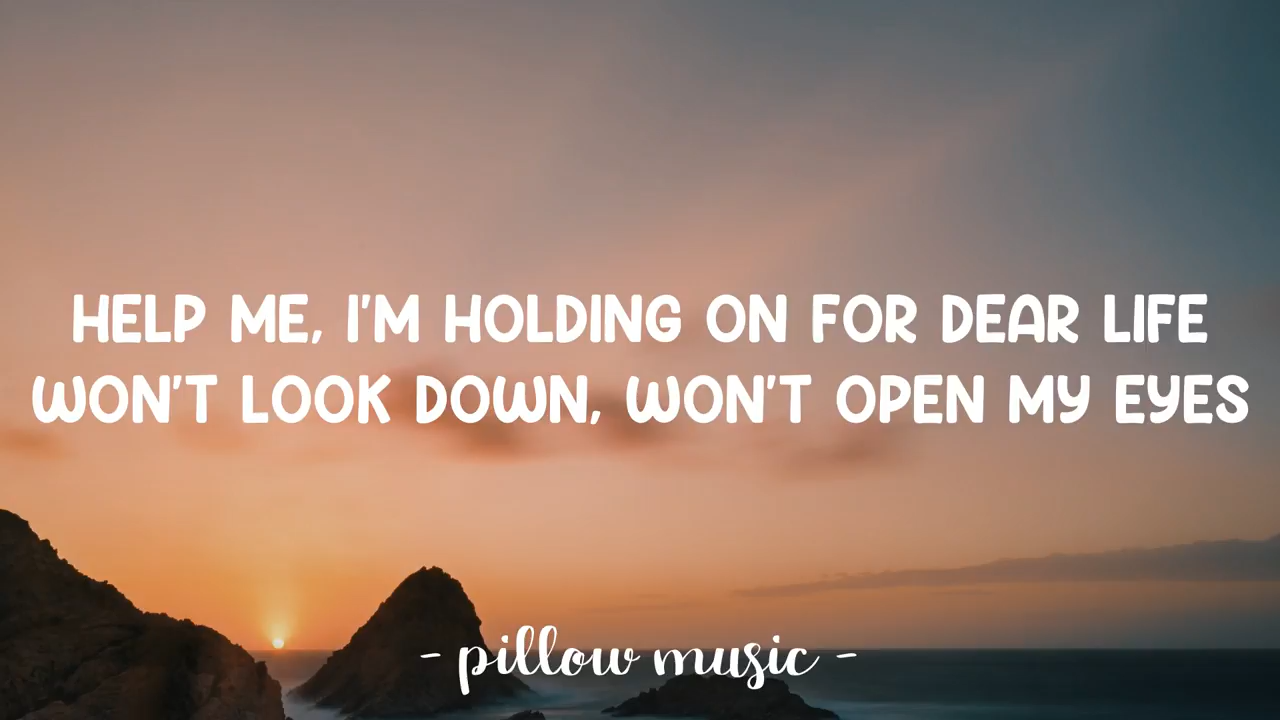 HELP ME, I'M HOLDING ON FOR DEAR LIFE
WON'T LOOK DOWN, WON'T OPEN MY EYES
- pillow music -